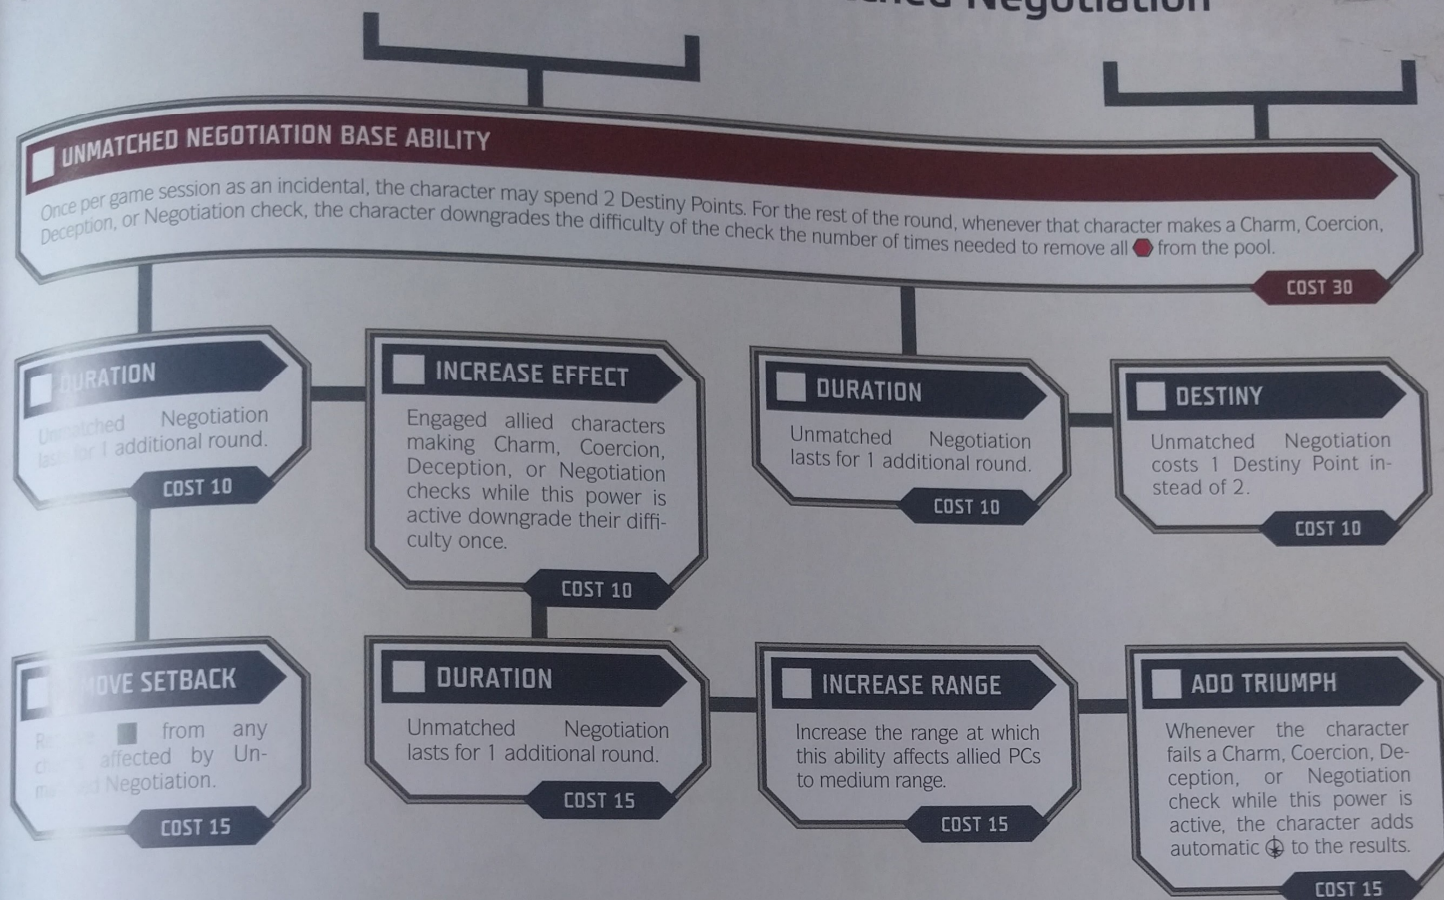 Negotiation
UNMATCHED NEGOTIATION BASE ABILITY
Once per game session as an incidental, the character may spend 2 Destiny Points. For the rest of the round, whenever that character makes a Charm, Coercion,
Deception, or Negotiation check, the character downgrades the difficulty of the check the number of times needed to remove all from the pool.
COST 30
DURATION
Unmatched Negotiation
lasts for 1 additional round.
COST 10
INCREASE EFFECT
Engaged allied characters
making Charm, Coercion,
Deception, or Negotiation
checks while this power is
active downgrade their diffi-
culty once.
COST 10
DURATION
Unmatched Negotiation
lasts for 1 additional round.
COST 10
DESTINY
Unmatched Negotiation
costs 1 Destiny Point in-
stead of 2.
COST 10
SETBACK
from any
affected by Un-
Negotiation.
COST 15
DURATION
Unmatched Negotiation
lasts for 1 additional round.
COST 15
INCREASE RANGE
Increase the range at which
this ability affects allied PCs
to medium range.
COST 15
ADD TRIUMPH
Whenever the character
fails a Charm, Coercion, De-
ception, or Negotiation
check while this power is
active, the character adds
automatic to the results.
COST 15